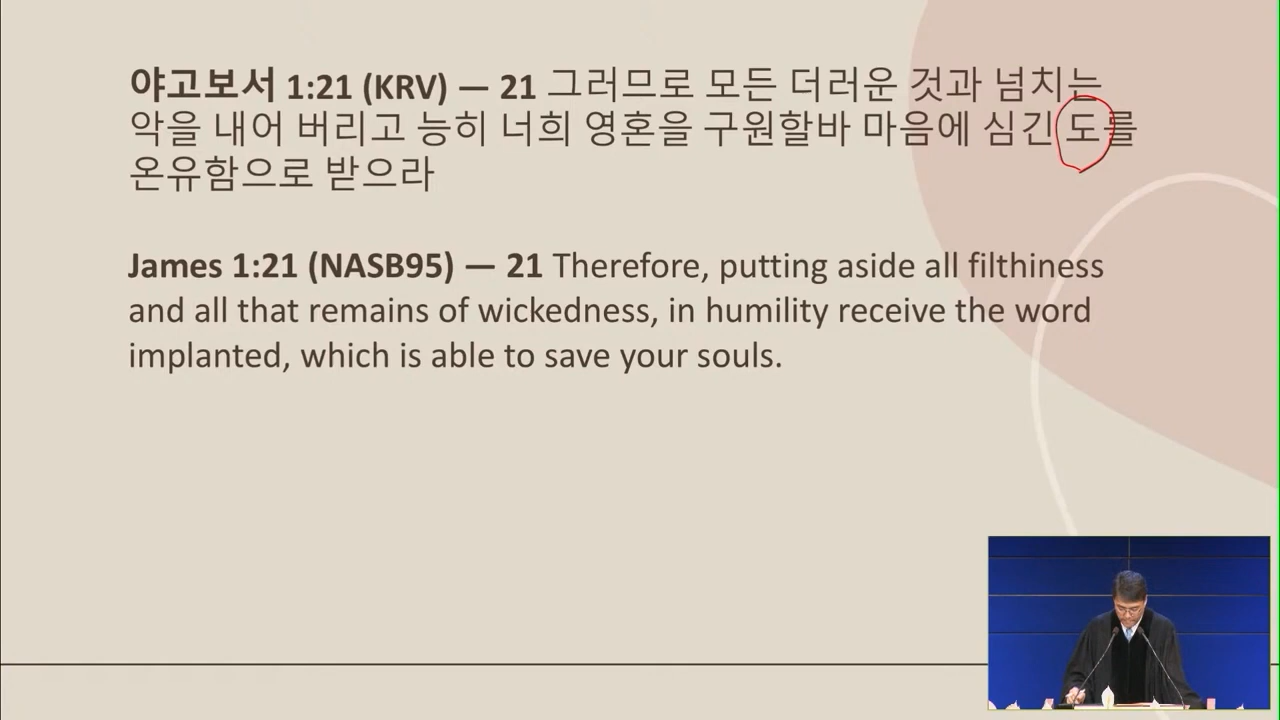 야고보서 1:21 (KRV) — 21 그러므로 모든 더러운 것과 넘치는
악을 내어 버리고 능히 너희 영혼을 구원할바 마음에 심긴 도를
온유함으로 받으라
James 1:21 (NASB95) — 21 Therefore, putting aside all filthiness
and all that remains of wickedness, in humility receive the word
implanted, which is able to save your souls.